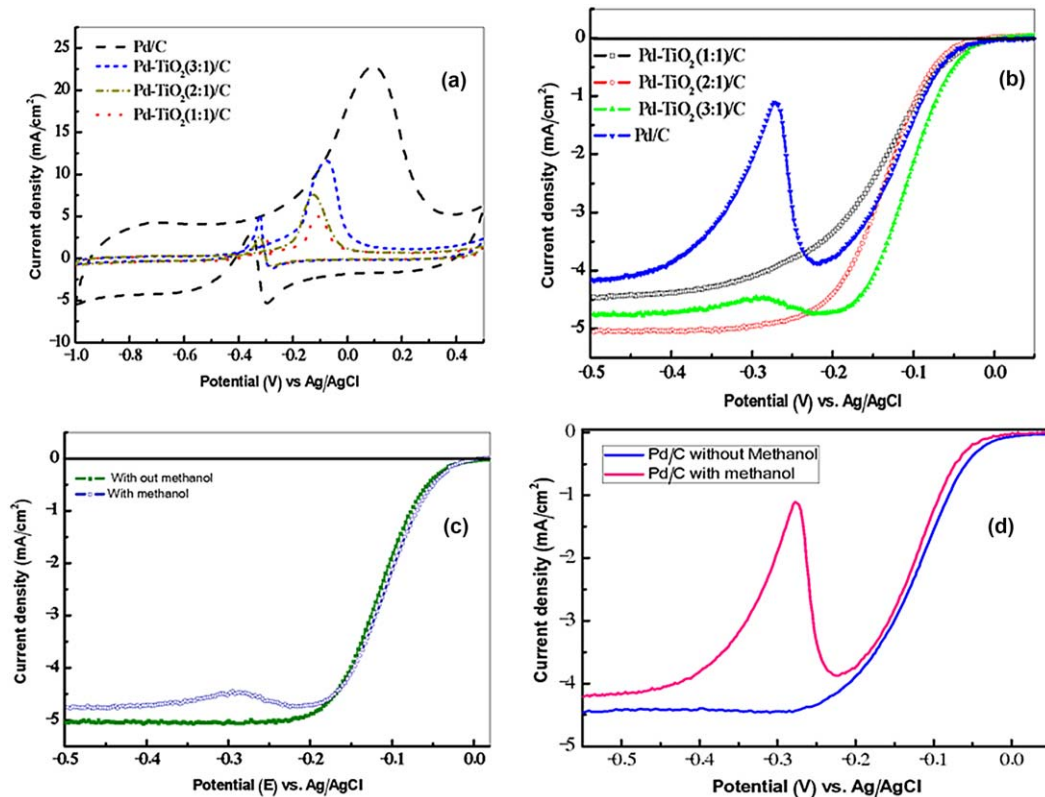 25
20
15
10
5
0
-5
-10
-1.0
-0.8
-0.6
-0.4
-0.2
0.0
0.2
0.4
Pd/C
Pd-TiO2(3:1)/C
Pd-TiO2(2:1)/C
Pd-TiO2(1:1)/C
(a)
Current density (mA/cm2)
Potential (V) vs Ag/AgCl
0
-1
-2
-3
-4
-5
-0.5
-0.4
-0.3
-0.2
-0.1
0.0
Pd-TiO2(1:1)/C
Pd-TiO2(2:1)/C
Pd-TiO2(3:1)/C
Pd/C
(b)
Current density (mA/cm2)
Potential (V) vs. Ag/AgCl
0
-1
-2
-3
-4
-5
-0.5
-0.4
-0.3
-0.2
-0.1
0.0
With out methanol
With methanol
(c)
Current density (mA/cm2)
Potential (E) vs. Ag/AgCl
0
-1
-2
-3
-4
-5
-0.5
-0.4
-0.3
-0.2
-0.1
0.0
Pd/C without Methanol
Pd/C with methanol
(d)
Current density (mA/cm2)
Potential (V) vs. Ag/AgCl